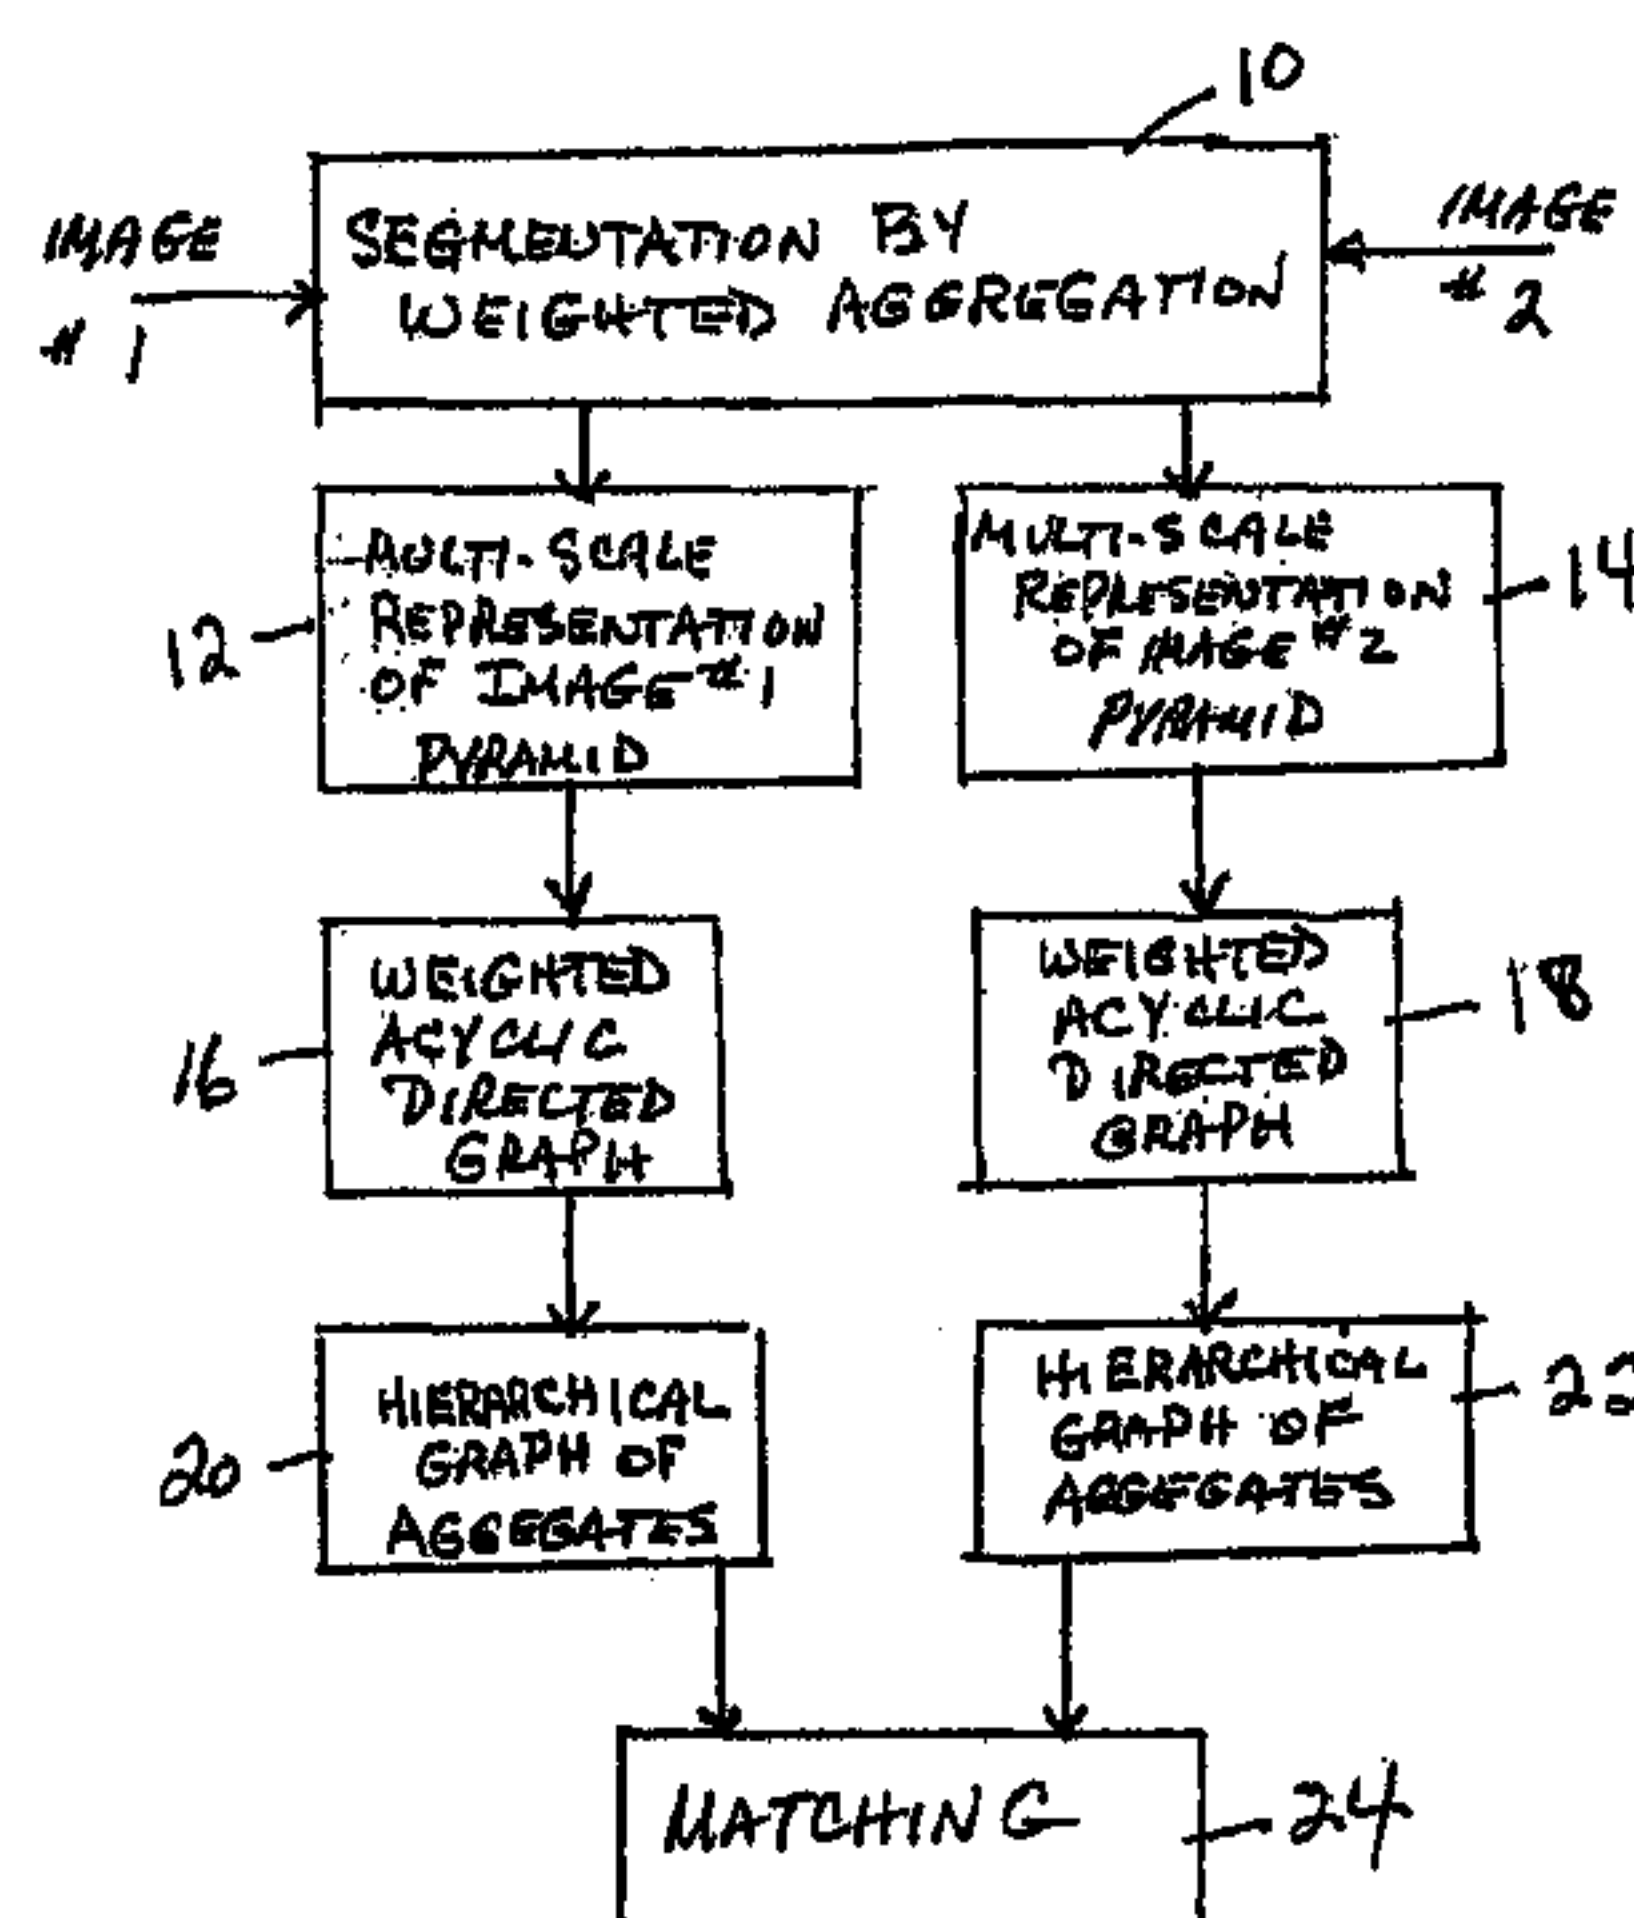 10
IMAGE
# 1
SEGMENTATION BY
WEIGHTED AGGREGATION
IMAGE
# 2
12
MULTI-SCALE
REPRESENTATION
OF IMAGE #1
PYRAMID
MULTI-SCALE
REPRESENTATION
OF IMAGE #2
PYRAMID
14
16
WEIGHTED
ACYCLIC
DIRECTED
GRAPH
WEIGHTED
ACYCLIC
DIRECTED
GRAPH
18
20
HIERARCHICAL
GRAPH OF
AGGEGATES
HIERARCHICAL
GRAPH OF
AGGEGATES
22
MATCHING
24